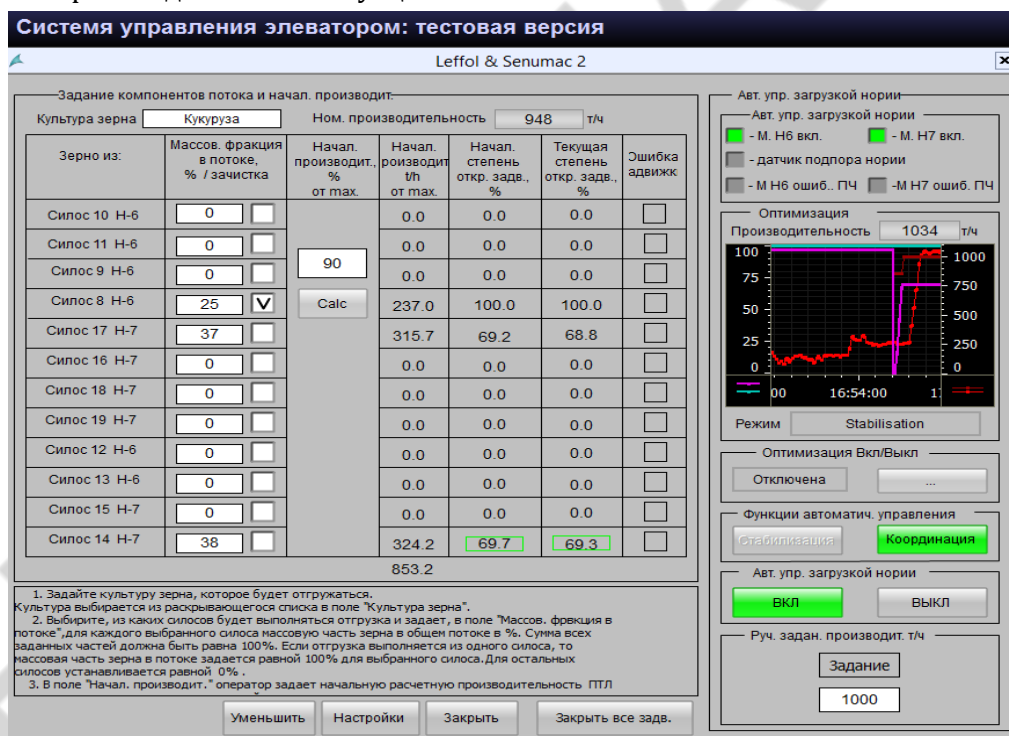 Системя управления элеватором: тестовая версия
Leffol & Senumac 2
Задание компонентов потока и начал. производит.
Культура зерна Кукуруза Ном. производительность 948 т/ч
Зерно из:
Массов. фракция
в потоке,
% / зачистка
Начал.
производит.,
%
от max.
Начал.
роизводит
t/h
от max.
Начал.
степень
откр. задв.,
%
Текущая
степень
откр. задв.,
%
Ошибка
адвижк
Силос 10 Н-6 0 0.0 0.0 0.0
Силос 11 Н-6 0 0.0 0.0 0.0
90
Силос 9 Н-6 0 0.0 0.0 0.0
Силос 8 Н-6 25 V Calc 237.0 100.0 100.0
Силос 17 Н-7 37 315.7 69.2 68.8
Силос 16 Н-7 0 0.0 0.0 0.0
Силос 18 Н-7 0 0.0 0.0 0.0
Силос 19 Н-7 0 0.0 0.0 0.0
Силос 12 Н-6 0 0.0 0.0 0.0
Силос 13 Н-6 0 0.0 0.0 0.0
Силос 15 Н-7 0 0.0 0.0 0.0
Силос 14 Н-7 38 324.2 69.7 69.3
853.2
1. Задайте культуру зерна, которое будет отгружаться.
Культура выбирается из раскрывающегося списка в поле "Культура зерна".
2. Выбирите, из каких силосов будет выполняться отгрузка и задает, в поле "Массов. фрвкция в
потоке",для каждого выбранного силоса массовую часть зерна в общем потоке в %. Сумма всех
заданных частей должна быть равна 100%. Если отгрузка выполняется из одного силоса, то
массовая часть зерна в потоке задается равной 100% для выбранного силоса.Для остальных
силосов устанавливается равной 0% .
3. В поле "Начал. производит." оператор задает начальную расчетную производительность ПТЛ
Уменьшить Настройки Закрыть Закрыть все задв.
Авт. упр. загрузкой нории
Авт. упр. загрузкой нории
- М. Н6 вкл. - М. Н7 вкл.
- датчик подпора нории
- М Н6 ошиб.. ПЧ -М Н7 ошиб. ПЧ
Оптимизация
Производительность 1034 т/ч
100 1000
75 750
50 500
25 250
0 0
00 16:54:00 1
Режим Stabilisation
Оптимизация Вкл/Выкл
Отключена ...
Функции автоматич. управления
Стабилизация Координация
Авт. упр. загрузкой нории
ВКЛ ВЫКЛ
Руч. задан. производит. т/ч
Задание
1000